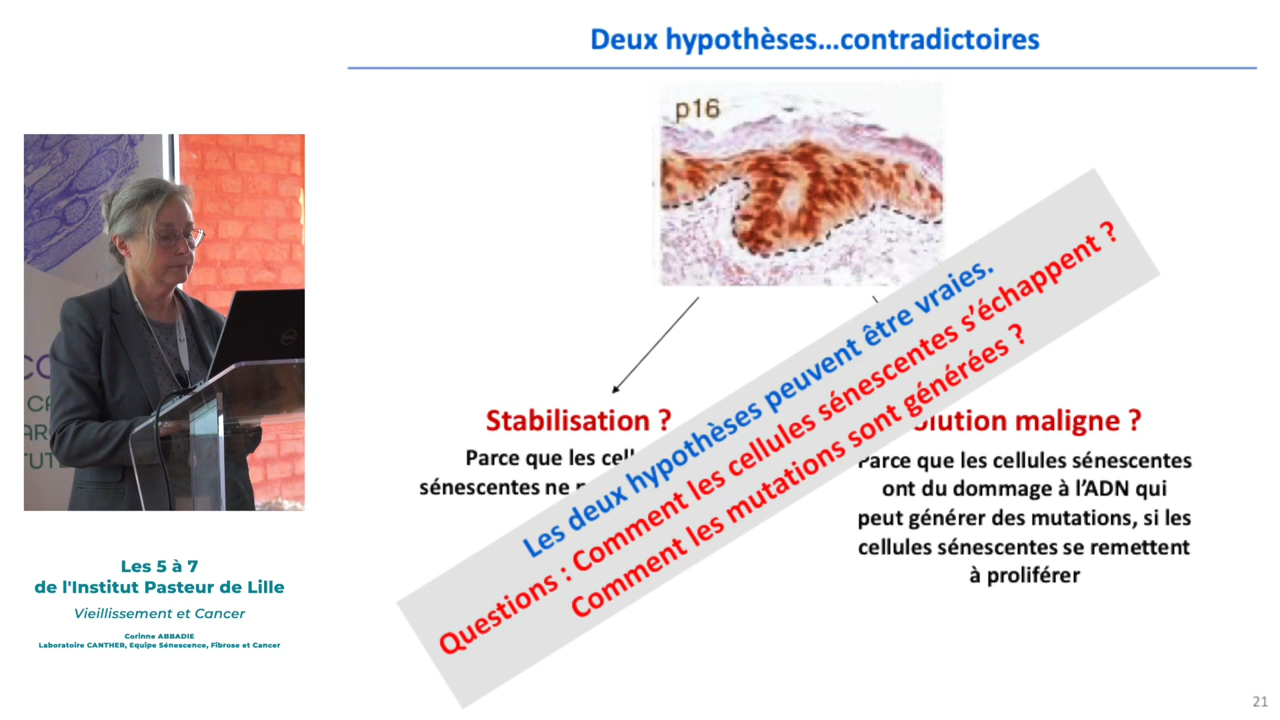 Deux hypothèses...contradictoires
p16
Stabilisation ?
Parce que les
sénescentes ne
maligne ?
Parce que les cellules sénescentes
ont du dommage à l'ADN qui
peut générer des mutations, si les
cellules sénescentes se remettent
à proliférer
Les deux hypothèses peuvent être vraies.
Questions : Comment les cellules sénescentes s'échappent ?
Comment les mutations sont générées ?
Les 5 à 7
de l'Institut Pasteur de Lille
Vieillissement et Cancer
Corinne ABBADIE
Laboratoire CANTHER, Equipe Sénescence, Fibrose et Cancer
21